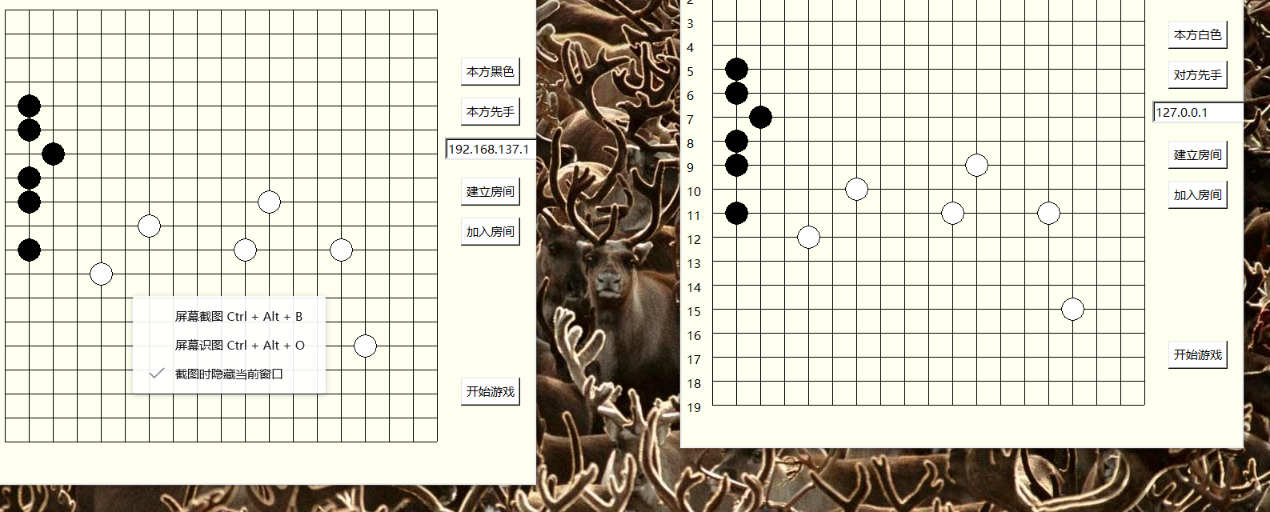 本方黑色
本方先手
192.168.137.1
建立房间
加入房间
屏幕截图 Ctrl + Alt + B
屏幕识图 Ctrl + Alt + O
截图时隐藏当前窗口
开始游戏
3
4
5
6
7
8
9
10
11
12
13
14
15
16
17
18
19
本方白色
对方先手
127.0.0.1
建立房间
加入房间
开始游戏